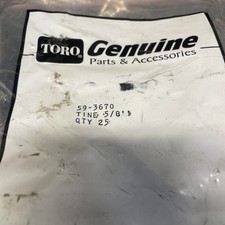 TORO
Genuine
Parts & Accessories
59-3670
TINE 5/8"
QTY 25